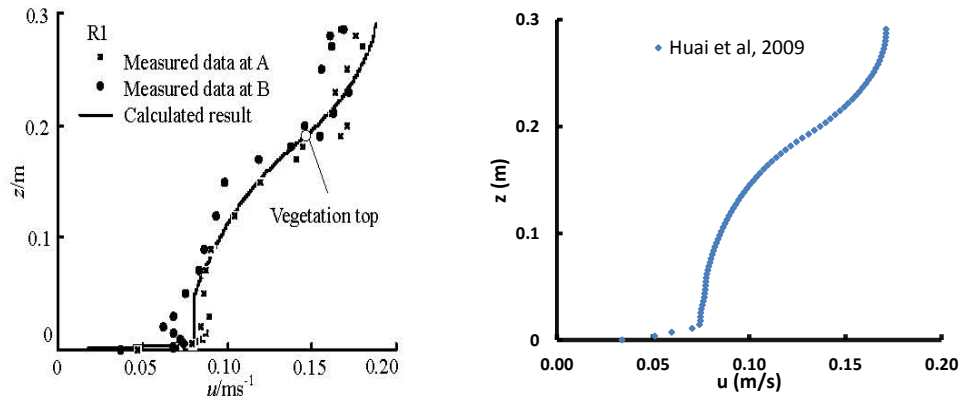 0.3
R1
Measured data at A
Measured data at B
Calculated result
0.2
z/m
Vegetation top
0.1
0
0 0.05 0.10 0.15 0.20
u/ms⁻¹
0.3
Huai et al, 2009
0.2
z (m)
0.1
0
0.00 0.05 0.10 0.15 0.20
u (m/s)